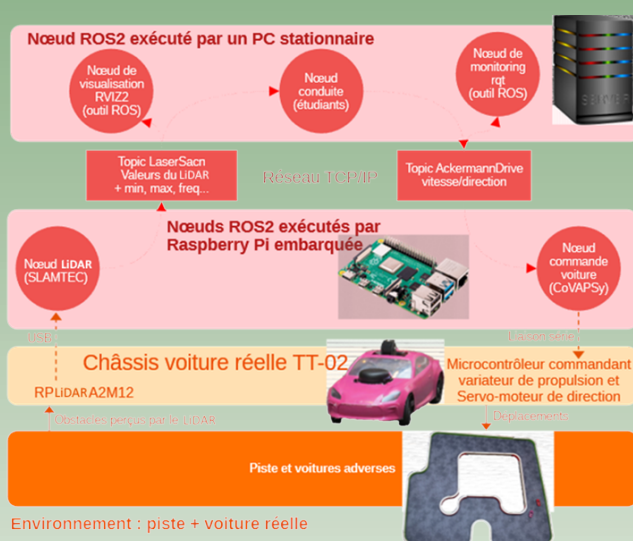 Nœud ROS2 exécuté par un PC stationnaire
Nœud de
visualisation
RVIZ2
(outil ROS)
Nœud
conduite
(étudiants)
Nœud de
monitoring
rqt
(outil ROS)
SERVER
Topic LaserSacn
Valeurs du LiDAR
+ min, max, freq...
Réseau TCP/IP
Topic AckermannDrive
vitesse/direction
Nœuds ROS2 exécutés par
Raspberry Pi embarquée
Nœud LiDAR
(SLAMTEC)
Nœud
commande
voiture
(CoVAPSy)
USB
Liaison série
Châssis voiture réelle TT-02
RPLiDAR A2M12
Microcontrôleur commandant
variateur de propulsion et
Servo-moteur de direction
Obstacles perçus par le LiDAR
Déplacements
Piste et voitures adverses
Environnement : piste + voiture réelle